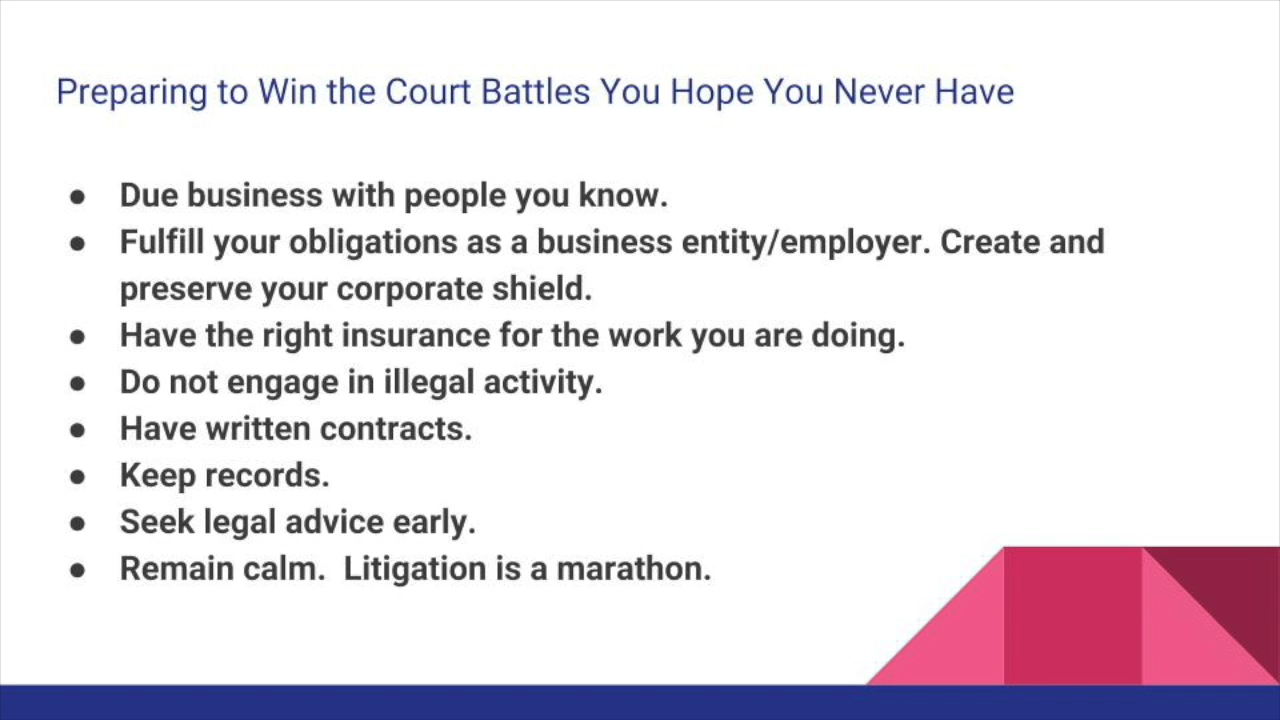 Preparing to Win the Court Battles You Hope You Never Have
● Due business with people you know.
● Fulfill your obligations as a business entity/employer. Create and
preserve your corporate shield.
● Have the right insurance for the work you are doing.
● Do not engage in illegal activity.
● Have written contracts.
● Keep records.
● Seek legal advice early.
● Remain calm.  Litigation is a marathon.